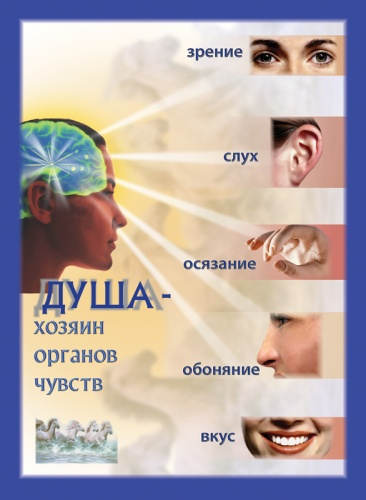 зрение
слух
осязание
ДУША -
хозяин
органов
чувств
обоняние
вкус